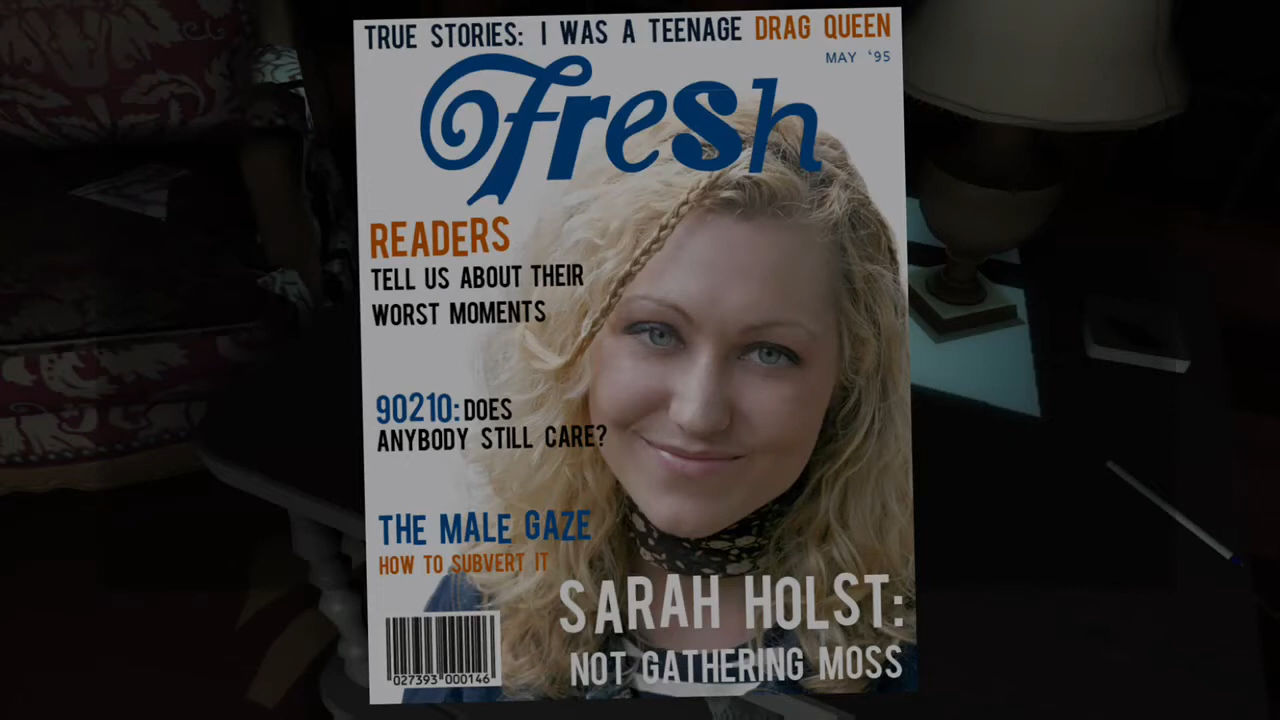 TRUE STORIES: I WAS A TEENAGE DRAG QUEEN
MAY '95
Fresh
READERS
TELL US ABOUT THEIR
WORST MOMENTS
90210: DOES
ANYBODY STILL CARE?
THE MALE GAZE
HOW TO SUBVERT IT
SARAH HOLST:
NOT GATHERING MOSS
027393 000146